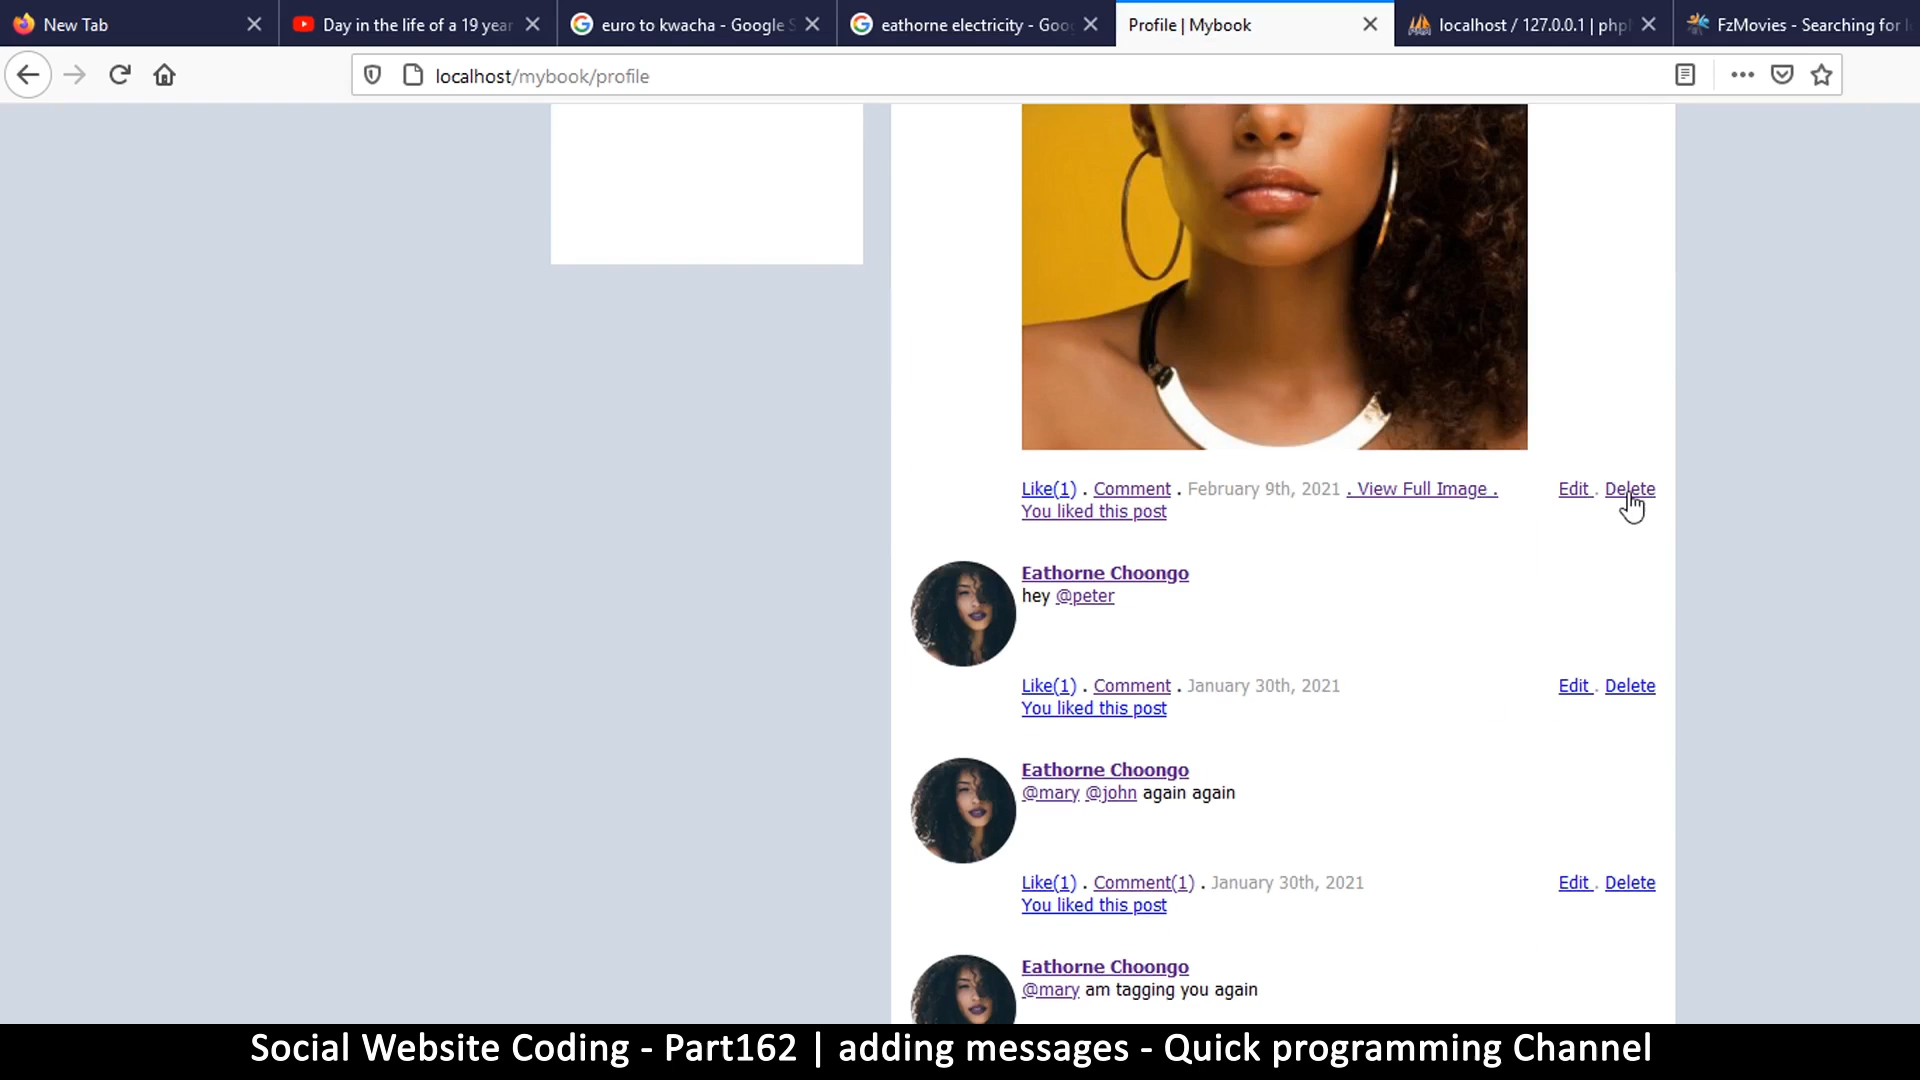 New Tab
Day in the life of a 19 year
euro to kwacha - Google S
eathorne electricity - Goog
Profile | Mybook
localhost / 127.0.0.1 | php
FzMovies - Searching for
localhost/mybook/profile
Like(1) . Comment . February 9th, 2021 . View Full Image .
Edit . Delete
You liked this post
Eathorne Choongo
hey @peter
Like(1) . Comment . January 30th, 2021
Edit . Delete
You liked this post
Eathorne Choongo
@mary @john again again
Like(1) . Comment(1) . January 30th, 2021
Edit . Delete
You liked this post
Eathorne Choongo
@mary am tagging you again
Social Website Coding - Part162 | adding messages - Quick programming Channel